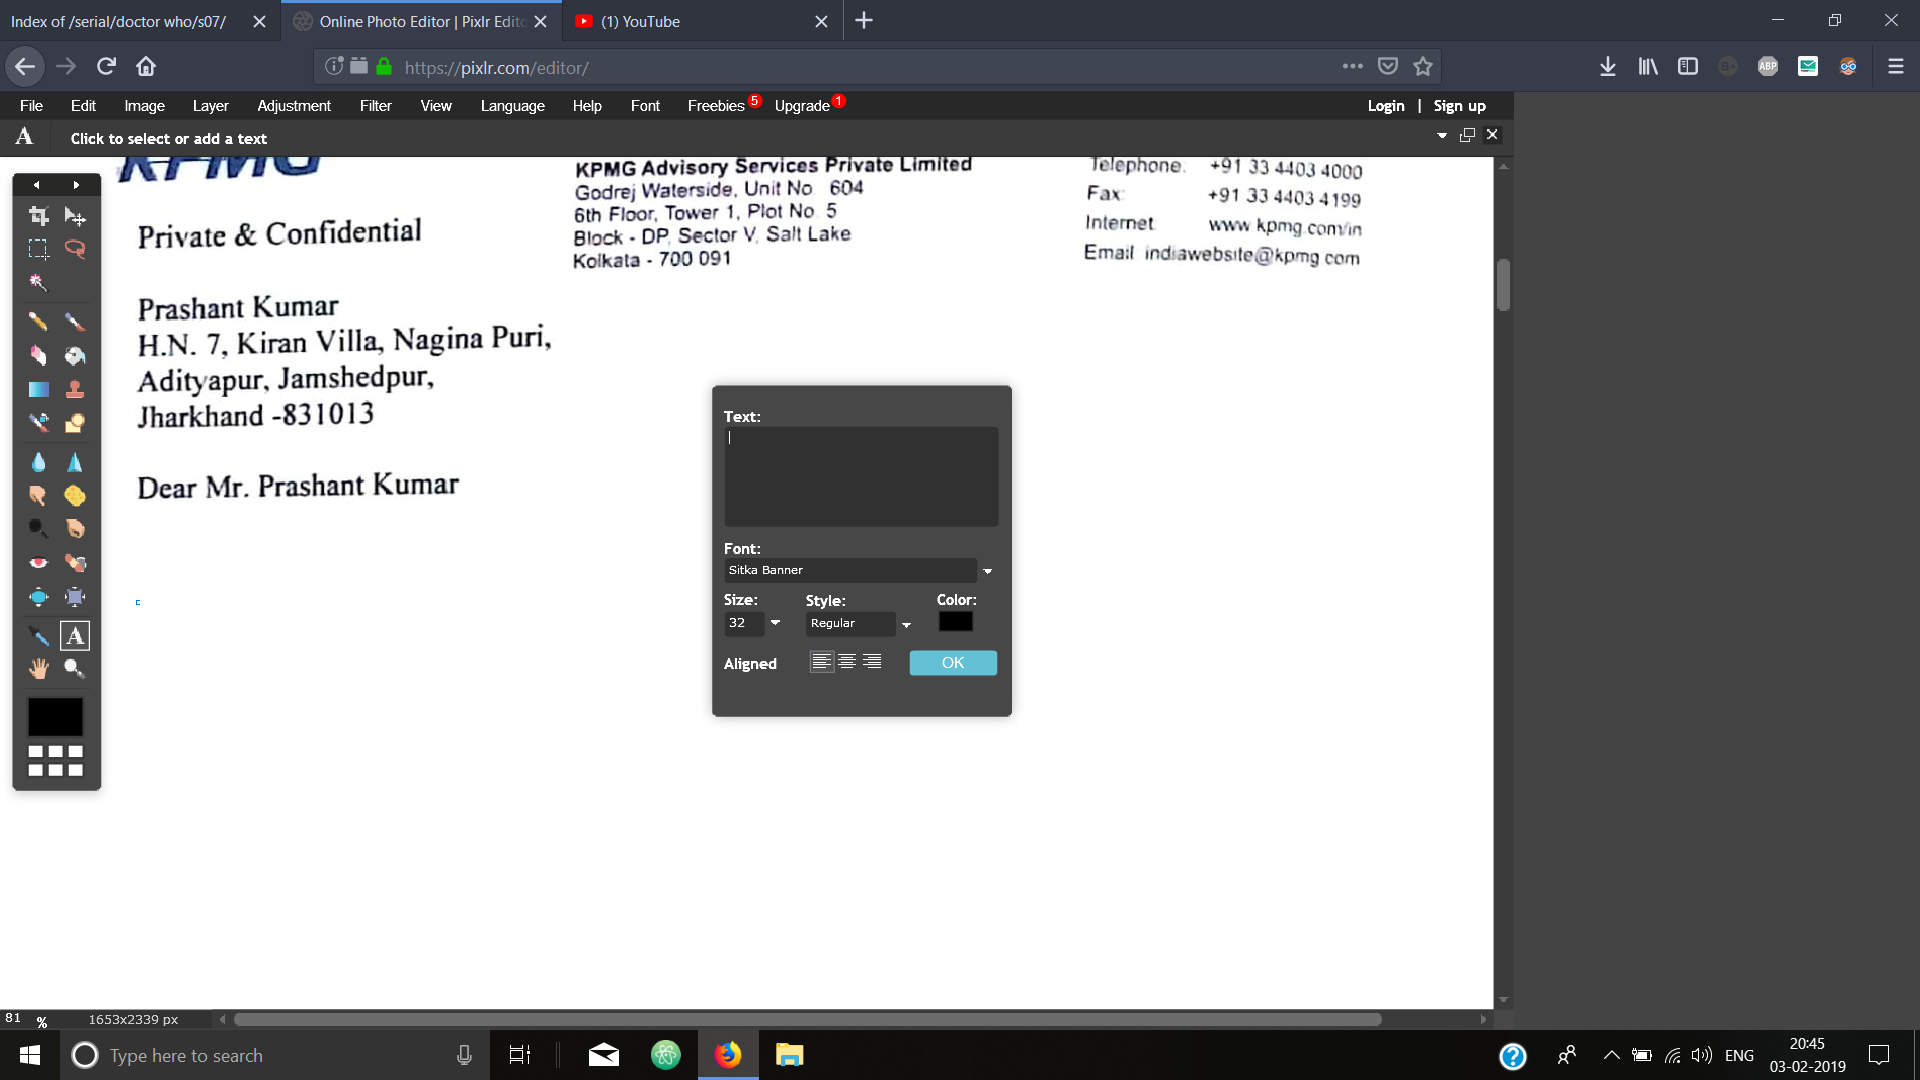 Index of /serial/doctor who/s07/
Online Photo Editor | Pixlr Edito
(1) YouTube
https://pixlr.com/editor/
ABP
File Edit Image Layer Adjustment Filter View Language Help Font Freebies 5 Upgrade 1
Login | Sign up
A Click to select or add a text
KPMG
KPMG Advisory Services Private Limited
Godrej Waterside, Unit No 604
6th Floor, Tower 1, Plot No. 5
Block - DP, Sector V, Salt Lake
Kolkata - 700 091
Telephone: +91 33 4403 4000
Fax: +91 33 4403 4199
Internet www kpmg.com/in
Email indiawebsite@kpmg com
Private & Confidential
Prashant Kumar
H.N. 7, Kiran Villa, Nagina Puri,
Adityapur, Jamshedpur,
Jharkhand -831013
Dear Mr. Prashant Kumar
Text:
Font:
Sitka Banner
Size: Style: Color:
32 Regular
Aligned OK
A
81 % 1653x2339 px
Type here to search
ENG
20:45
03-02-2019